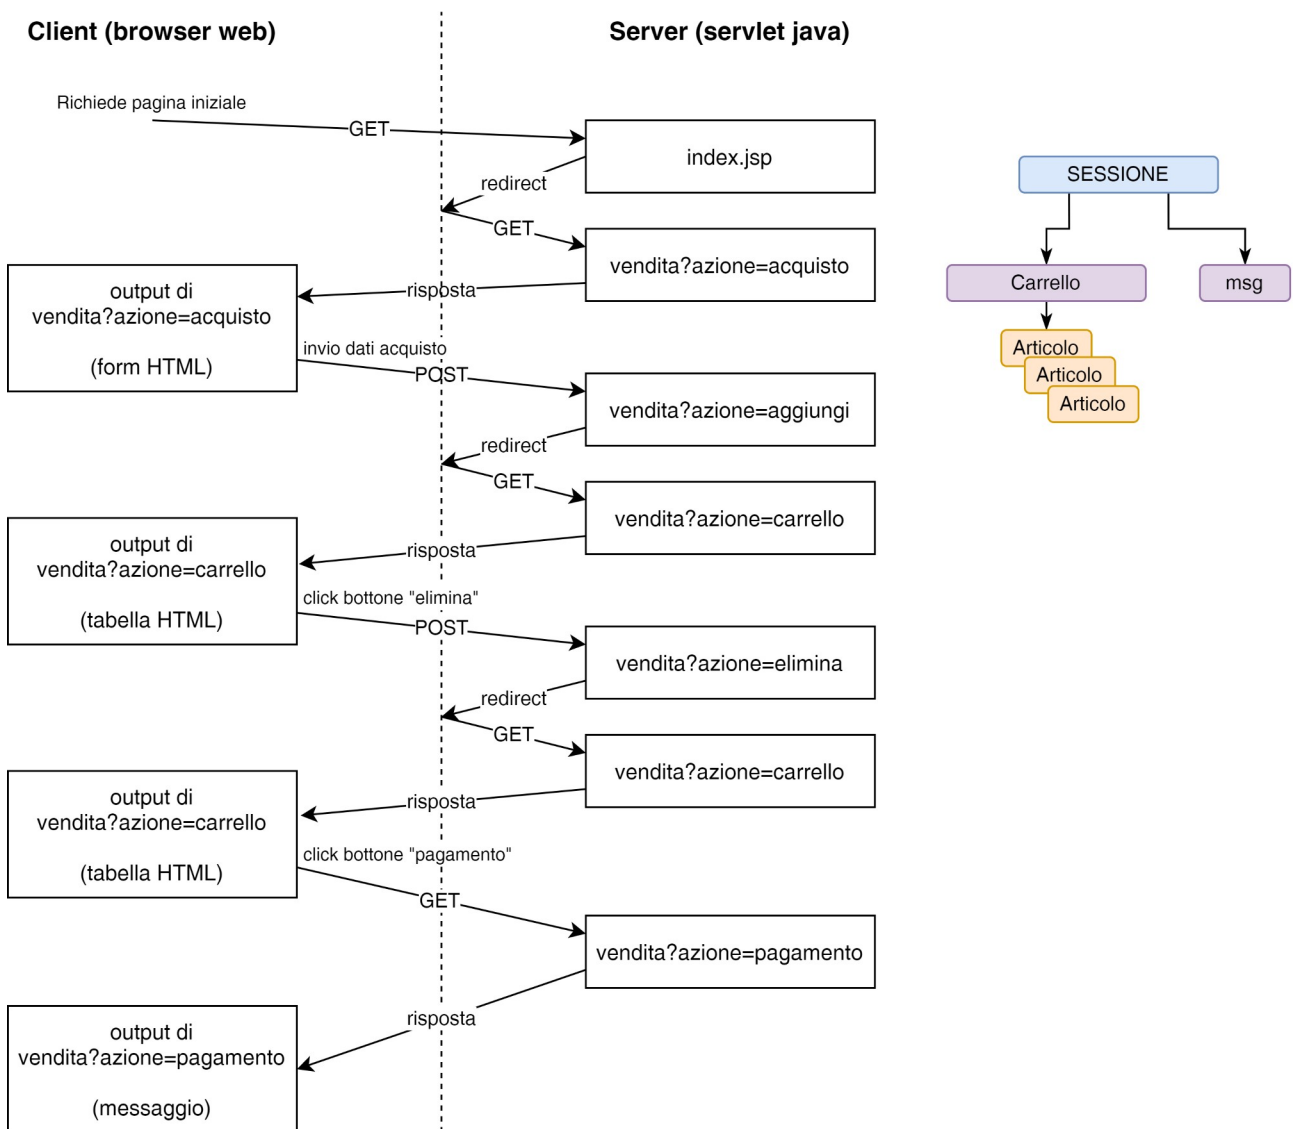 Client (browser web)
Server (servlet java)
Richiede pagina iniziale
GET
index.jsp
redirect
GET
vendita?azione=acquisto
risposta
output di
vendita?azione=acquisto
(form HTML)
invio dati acquisto
POST
vendita?azione=aggiungi
redirect
GET
vendita?azione=carrello
risposta
output di
vendita?azione=carrello
(tabella HTML)
click bottone "elimina"
POST
vendita?azione=elimina
redirect
GET
vendita?azione=carrello
risposta
output di
vendita?azione=carrello
(tabella HTML)
click bottone "pagamento"
GET
vendita?azione=pagamento
risposta
output di
vendita?azione=pagamento
(messaggio)
SESSIONE
Carrello
msg
Articolo
Articolo
Articolo